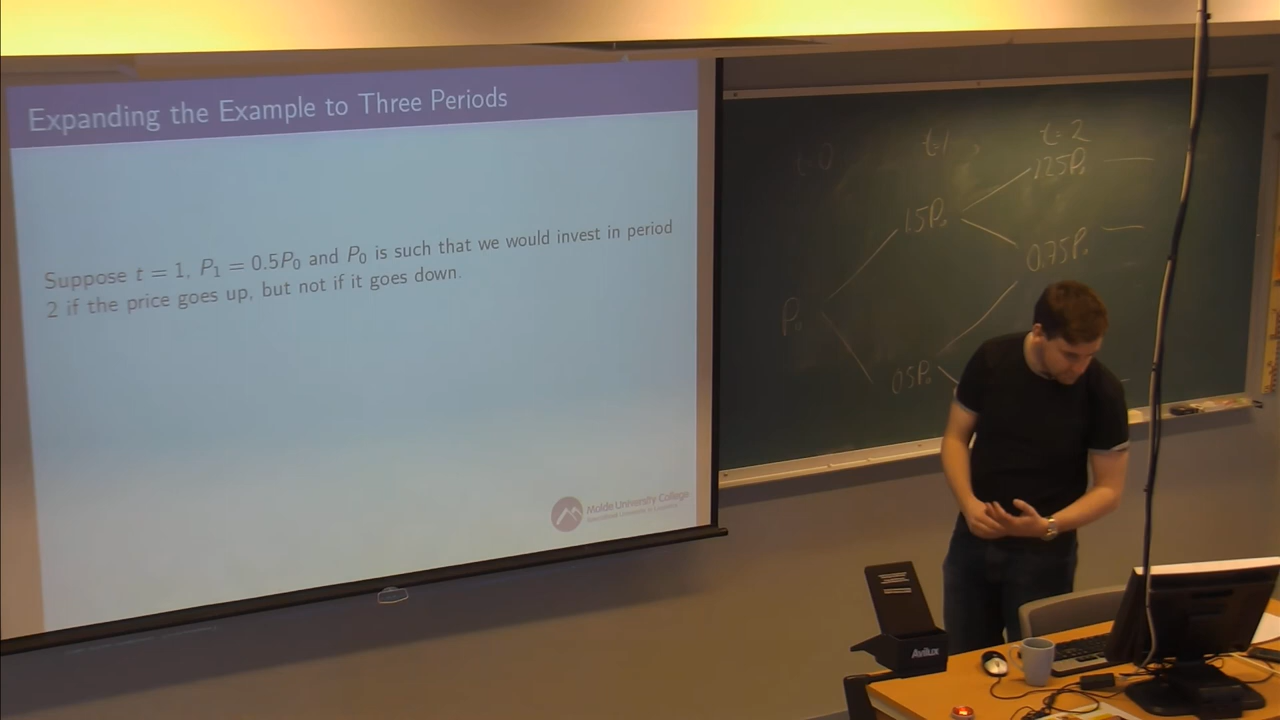 Expanding the Example to Three Periods
Suppose t = 1, P₁ = 0.5P₀ and P₀ is such that we would invest in period
2 if the price goes up, but not if it goes down.
Molde University College
t=0
t=1
t=2
P₀
1.5P₀
0.5P₀
0.75P₀
Avilux